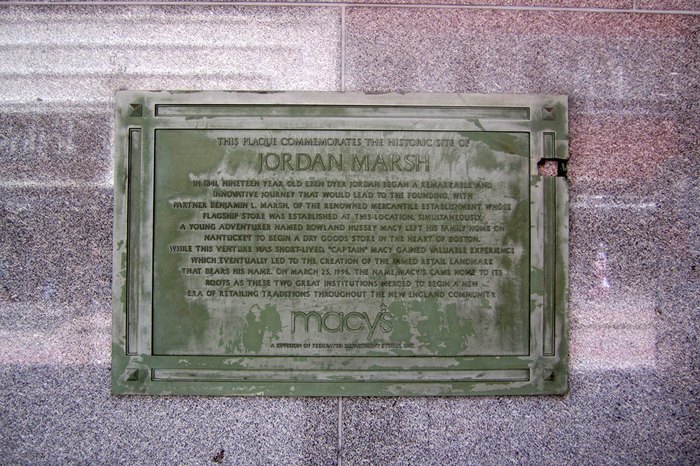 THIS PLAQUE COMMEMORATES THE HISTORIC SITE OF
JORDAN MARSH
IN 1841, NINETEEN YEAR OLD EBEN DYER JORDAN BEGAN A REMARKABLE AND
INNOVATIVE JOURNEY THAT WOULD LEAD TO THE FOUNDING, WITH
PARTNER BENJAMIN L. MARSH, OF THE RENOWNED MERCANTILE ESTABLISHMENT WHOSE
FLAGSHIP STORE WAS ESTABLISHED AT THIS LOCATION. SIMULTANEOUSLY,
A YOUNG ADVENTURER NAMED ROWLAND HUSSEY MACY LEFT HIS FAMILY HOME ON
NANTUCKET TO BEGIN A DRY GOODS STORE IN THE HEART OF BOSTON.
WHILE THIS VENTURE WAS SHORT-LIVED, "CAPTAIN" MACY GAINED VALUABLE EXPERIENCE
WHICH EVENTUALLY LED TO THE CREATION OF THE FAMED RETAIL LANDMARK
THAT BEARS HIS NAME. ON MARCH 25, 1996, THE NAME MACYS CAME HOME TO ITS
ROOTS AS THESE TWO GREAT INSTITUTIONS MERGED TO BEGIN A NEW
ERA OF RETAILING TRADITIONS THROUGHOUT THE NEW ENGLAND COMMUNITY.
macy's
A DIVISION OF FEDERATED DEPARTMENT STORES, INC.